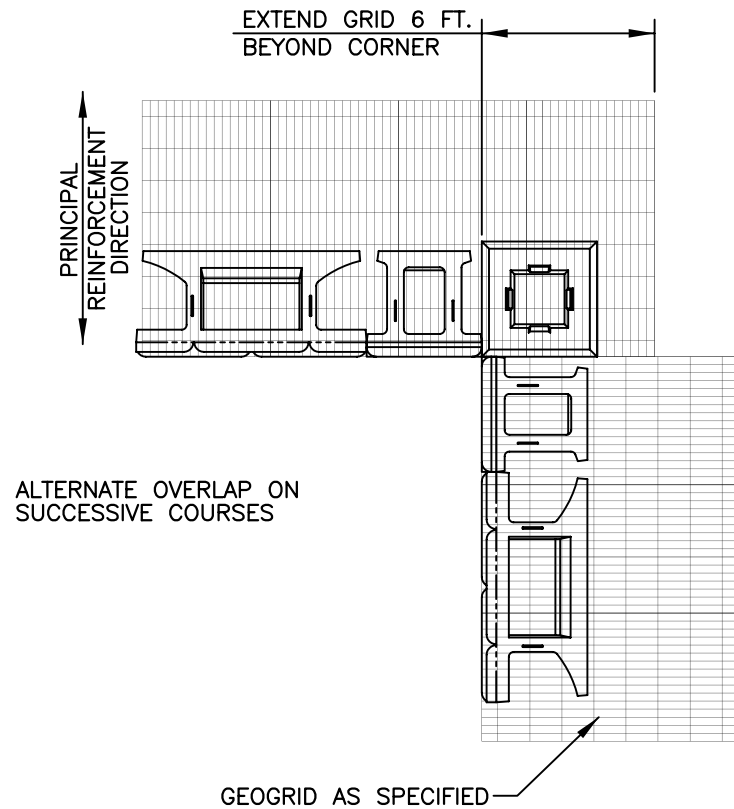 EXTEND GRID 6 FT.
BEYOND CORNER
PRINCIPAL
REINFORCEMENT
DIRECTION
ALTERNATE OVERLAP ON
SUCCESSIVE COURSES
GEOGRID AS SPECIFIED